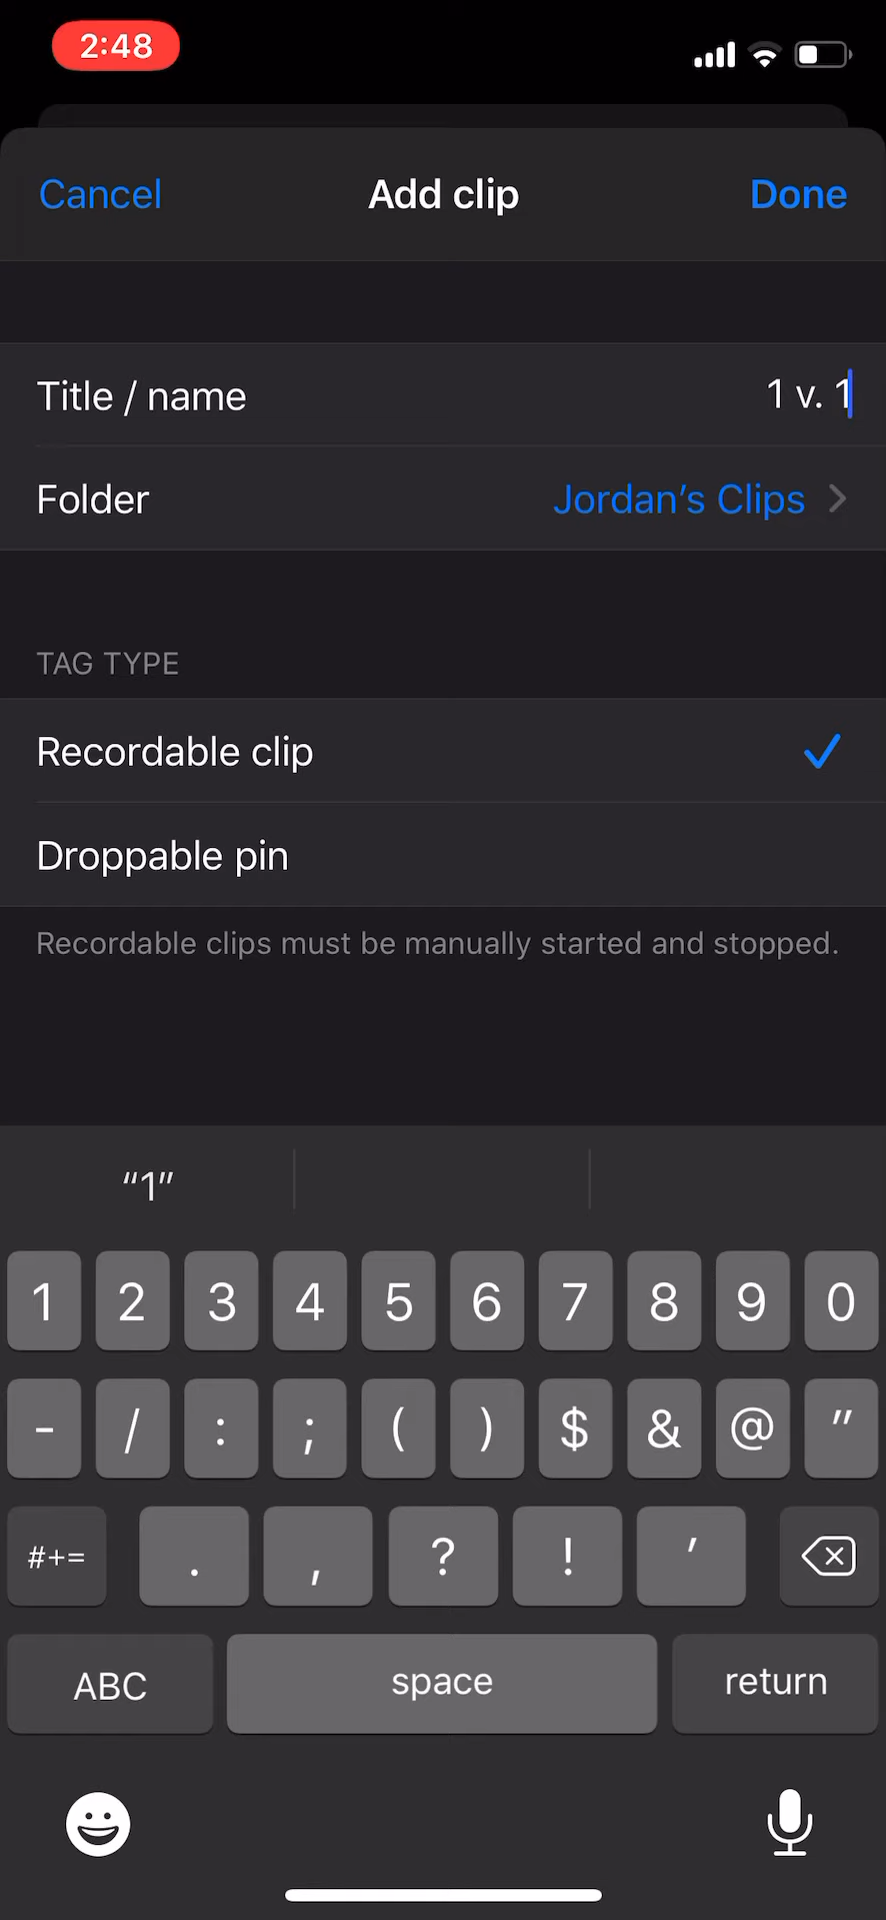 2:48
Cancel Add clip Done
Title / name 1 v. 1
Folder Jordan's Clips
TAG TYPE
Recordable clip
Droppable pin
Recordable clips must be manually started and stopped.
“1”
1 2 3 4 5 6 7 8 9 0
- / : ; ( ) $ & @ "
#+= . , ? ! '
ABC space return